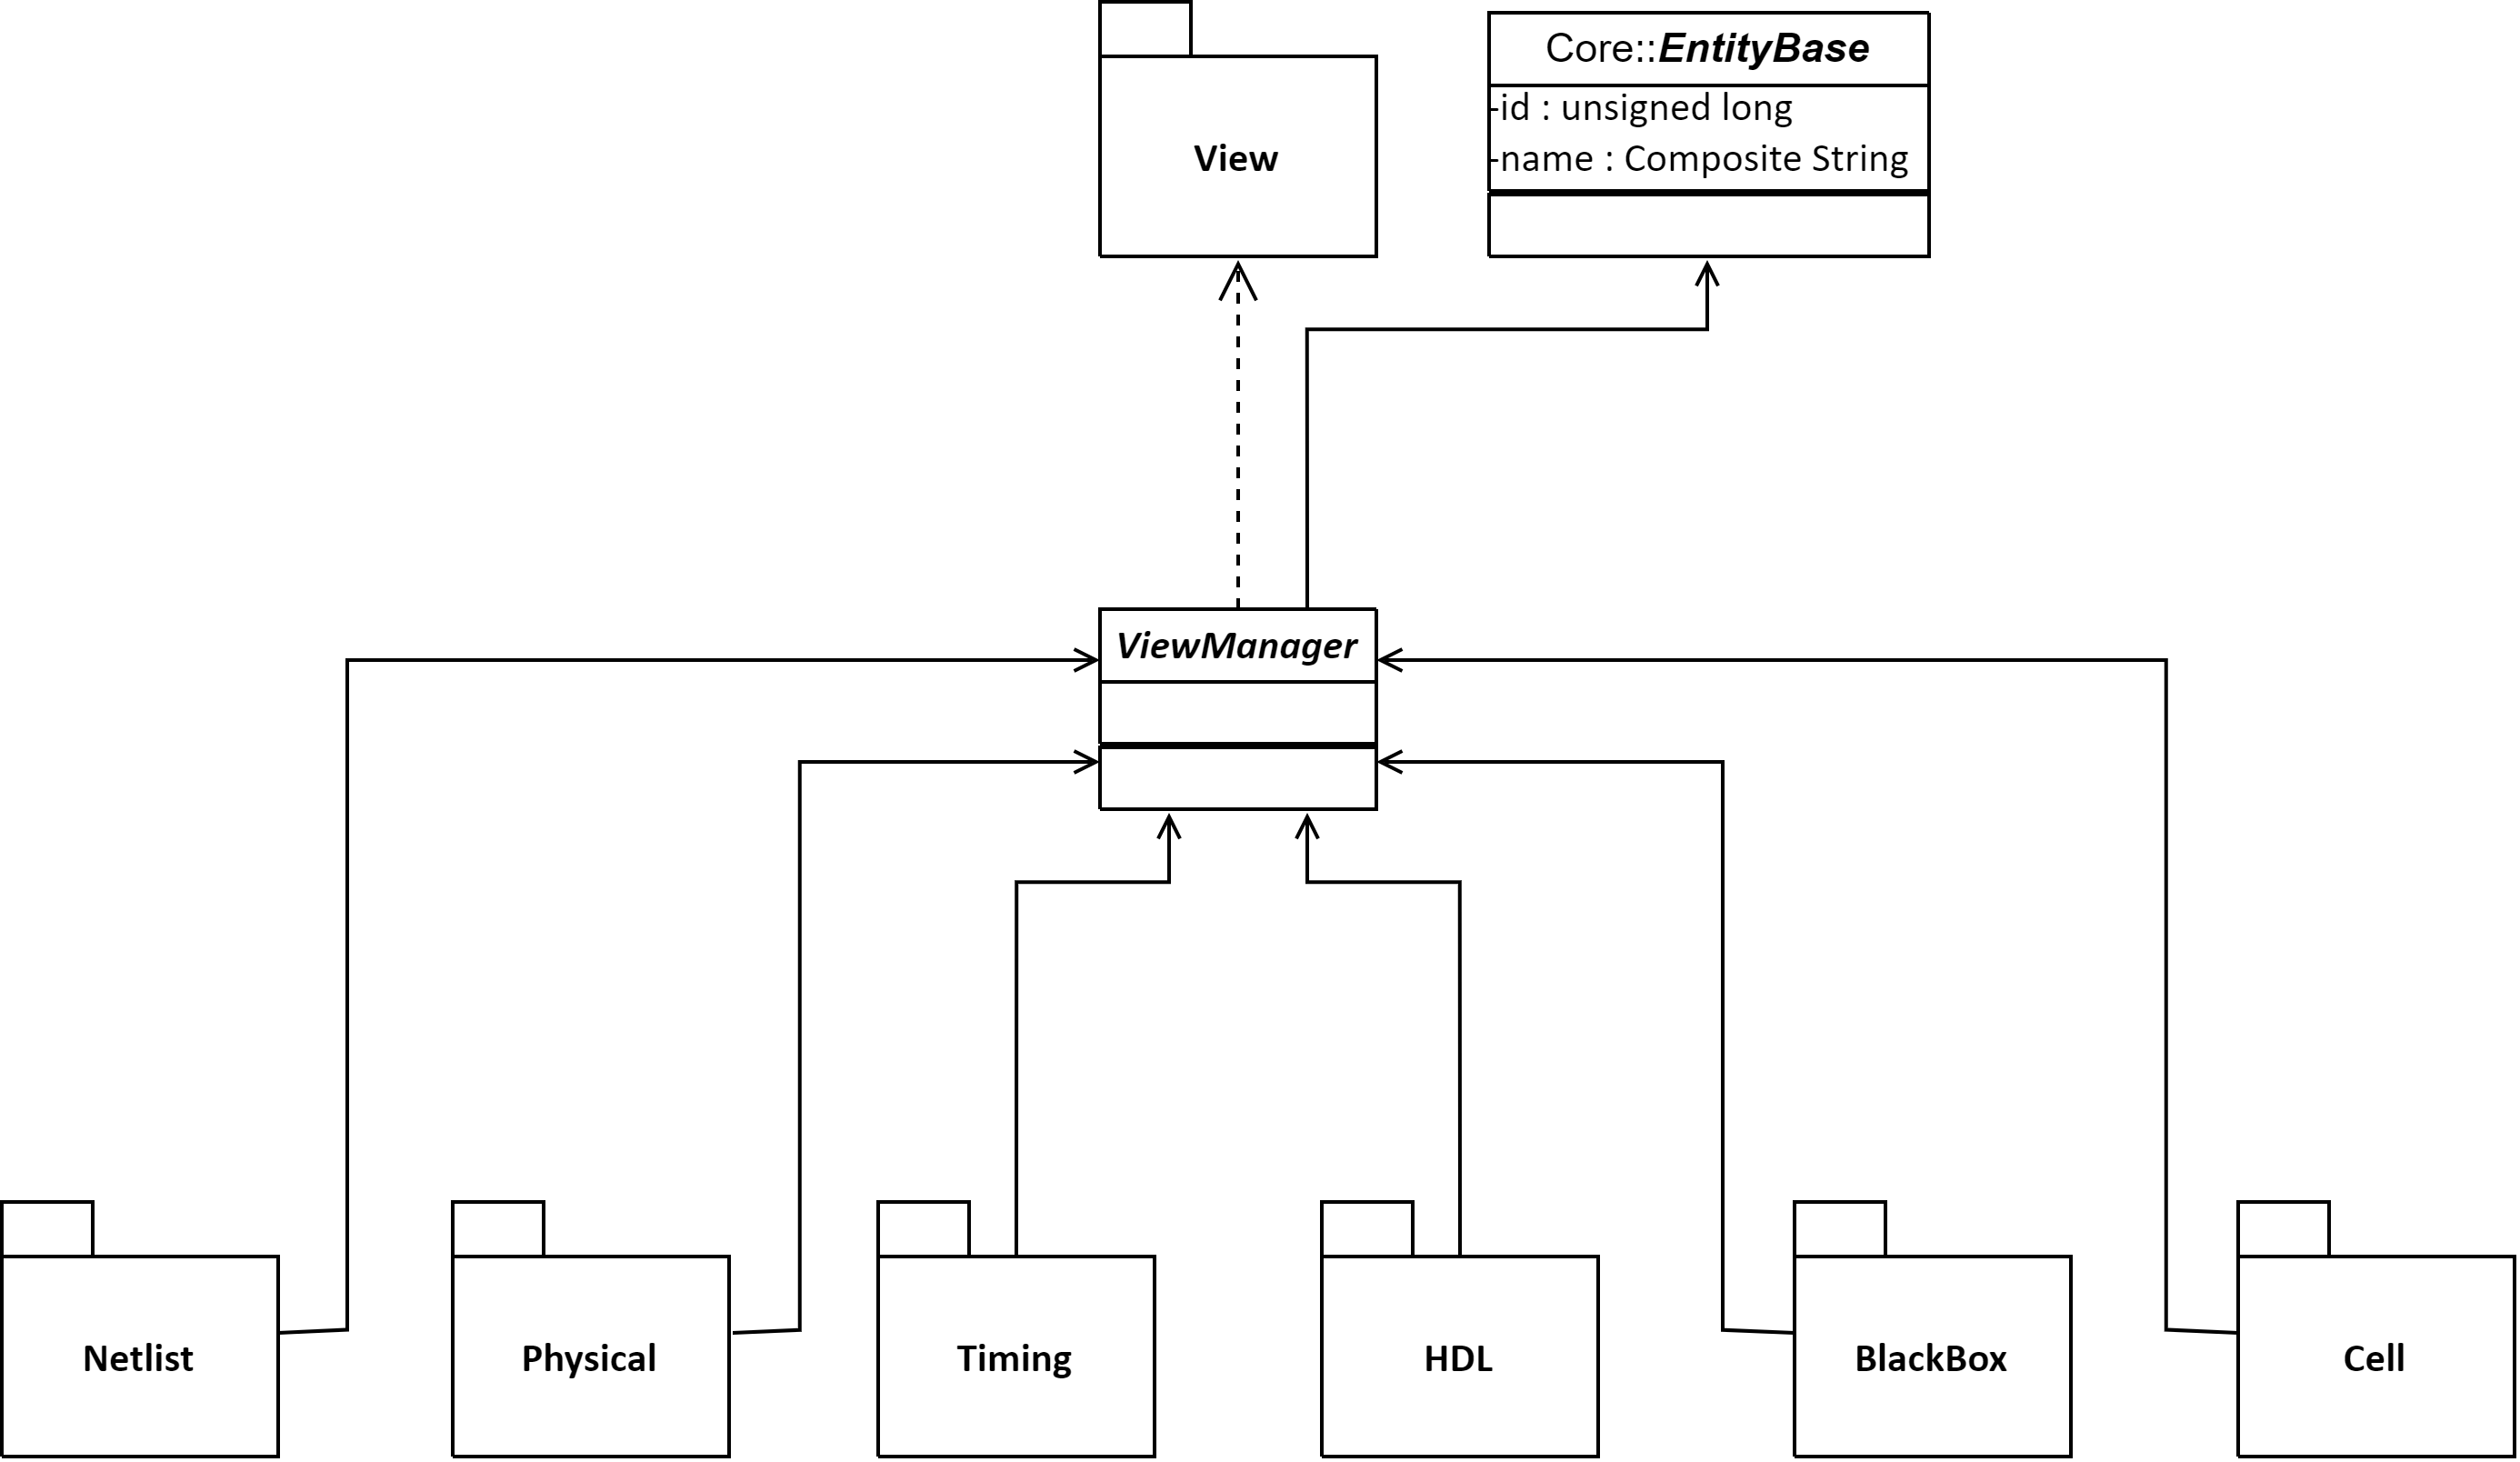 View
Core::EntityBase
-id : unsigned long
-name : Composite String
ViewManager
Netlist
Physical
Timing
HDL
BlackBox
Cell